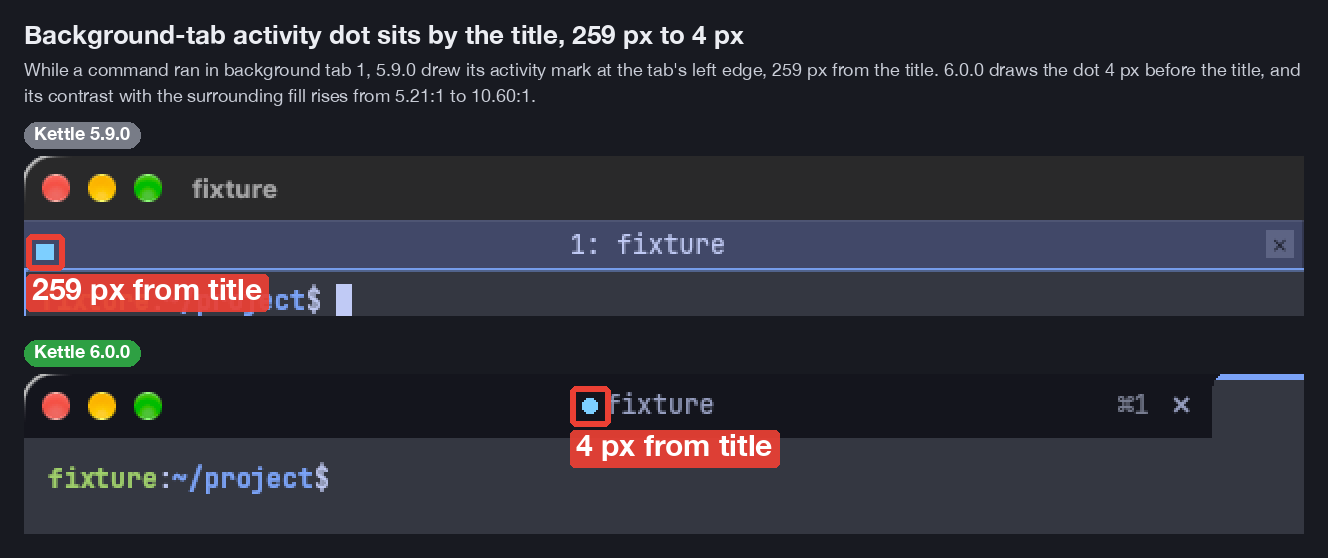 Background-tab activity dot sits by the title, 259 px to 4 px
While a command ran in background tab 1, 5.9.0 drew its activity mark at the tab's left edge, 259 px from the title. 6.0.0 draws the dot 4 px before the title, and
its contrast with the surrounding fill rises from 5.21:1 to 10.60:1.
Kettle 5.9.0
fixture
1: fixture ×
259 px from title
ect$
Kettle 6.0.0
fixture ⌘1 ×
4 px from title
fixture:~/project$